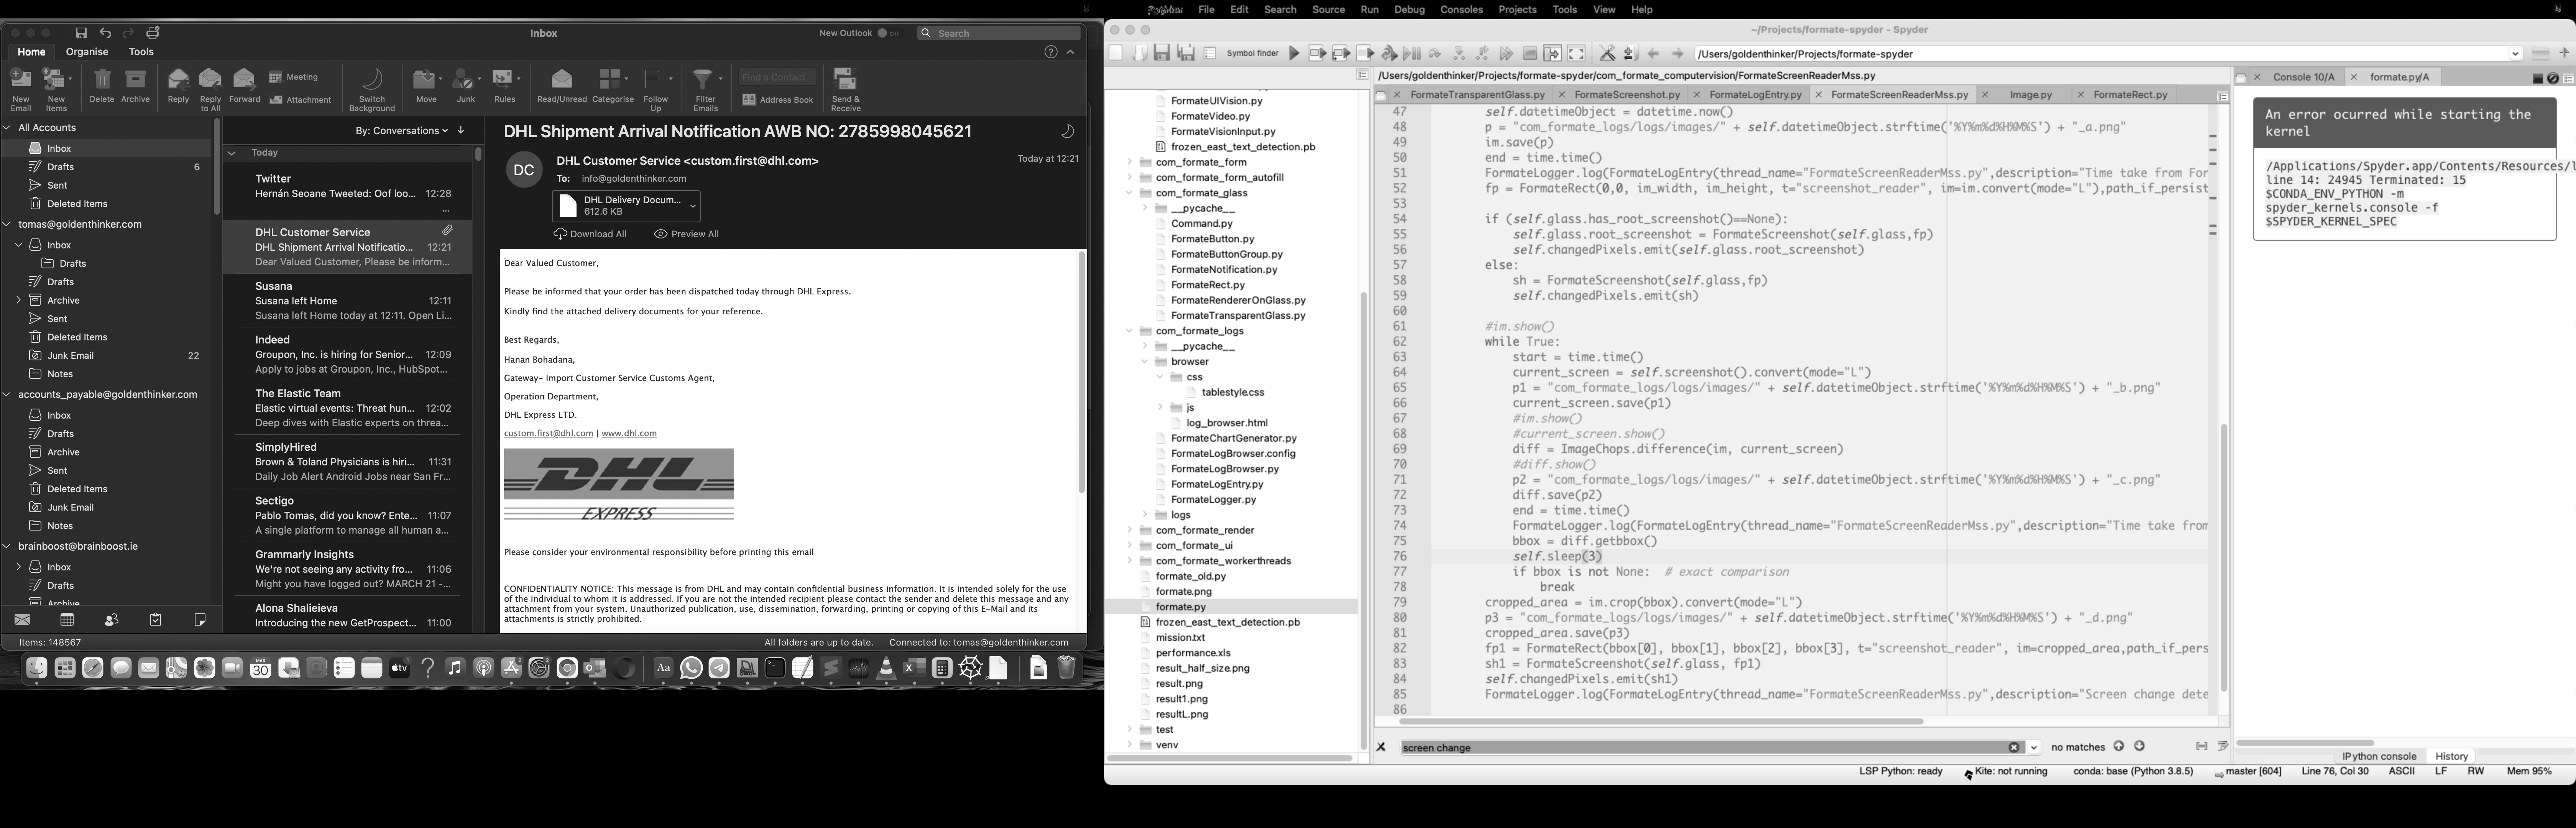 Inbox
New Outlook
Search
Home Organise Tools
New Email
New Items
Delete
Archive
Reply
Reply to All
Forward
Meeting
Attachment
Switch Background
Move
Junk
Rules
Read/Unread
Categorise
Follow Up
Filter Emails
Find a Contact
Address Book
Send & Receive
All Accounts
Inbox
Drafts 6
Sent
Deleted Items
tomas@goldenthinker.com
Inbox
Drafts
Drafts
Archive
Sent
Deleted Items
Junk Email 22
Notes
accounts_payable@goldenthinker.com
Inbox
Drafts
Archive
Sent
Deleted Items
Junk Email
Notes
brainboost@brainboost.ie
Inbox
Drafts
Archive
Items: 148567
By: Conversations
Today
Twitter
Hernán Seoane Tweeted: Oof loo... 12:28
...
DHL Customer Service
DHL Shipment Arrival Notificatio... 12:21
Dear Valued Customer, Please be inform...
Susana
Susana left Home 12:11
Susana left Home today at 12:11. Open Li...
Indeed
Groupon, Inc. is hiring for Senior... 12:09
Apply to jobs at Groupon, Inc., HubSpot...
The Elastic Team
Elastic virtual events: Threat hun... 12:02
Deep dives with Elastic experts on threa...
SimplyHired
Brown & Toland Physicians is hiri... 11:31
Daily Job Alert Android Jobs near San Fr...
Sectigo
Pablo Tomas, did you know? Ente... 11:07
A single platform to manage all human a...
Grammarly Insights
We're not seeing any activity fro... 11:06
Might you have logged out? MARCH 21 -...
Alona Shalieieva
Introducing the new GetProspect... 11:00
DHL Shipment Arrival Notification AWB NO: 2785998045621
DC
DHL Customer Service <custom.first@dhl.com>
Today at 12:21
To: info@goldenthinker.com
DHL Delivery Docum...
612.6 KB
Download All Preview All
Dear Valued Customer,
Please be informed that your order has been dispatched today through DHL Express.
Kindly find the attached delivery documents for your reference.
Best Regards,
Hanan Bohadana,
Gateway- Import Customer Service Customs Agent,
Operation Department,
DHL Express LTD.
custom.first@dhl.com | www.dhl.com
DHL
EXPRESS
Please consider your environmental responsibility before printing this email
CONFIDENTIALITY NOTICE: This message is from DHL and may contain confidential business information. It is intended solely for the use
of the individual to whom it is addressed. If you are not the intended recipient please contact the sender and delete this message and any
attachment from your system. Unauthorized publication, use, dissemination, forwarding, printing or copying of this E-Mail and its
attachments is strictly prohibited.
All folders are up to date. Connected to: tomas@goldenthinker.com
MAR 30
tv
Aa
File Edit Search Source Run Debug Consoles Projects Tools View Help
~/Projects/formate-spyder - Spyder
Symbol finder
/Users/goldenthinker/Projects/formate-spyder
FormateUIVision.py
FormateVideo.py
FormateVisionInput.py
frozen_east_text_detection.pb
com_formate_form
com_formate_form_autofill
com_formate_glass
__pycache__
Command.py
FormateButton.py
FormateButtonGroup.py
FormateNotification.py
FormateRect.py
FormateRendererOnGlass.py
FormateTransparentGlass.py
com_formate_logs
__pycache__
browser
css
tablestyle.css
js
log_browser.html
FormateChartGenerator.py
FormateLogBrowser.config
FormateLogBrowser.py
FormateLogEntry.py
FormateLogger.py
logs
com_formate_render
com_formate_ui
com_formate_workerthreads
formate_old.py
formate.png
formate.py
frozen_east_text_detection.pb
mission.txt
performance.xls
result_half_size.png
result.png
result1.png
resultL.png
test
venv
/Users/goldenthinker/Projects/formate-spyder/com_formate_computervision/FormateScreenReaderMss.py
FormateTransparentGlass.py FormateScreenshot.py FormateLogEntry.py FormateScreenReaderMss.py Image.py FormateRect.py
47 self.datetimeObject = datetime.now()
48 p = "com_formate_logs/logs/images/" + self.datetimeObject.strftime('%Y%m%d%H%M%S') + "_a.png"
49 im.save(p)
50 end = time.time()
51 FormateLogger.log(FormateLogEntry(thread_name="FormateScreenReaderMss.py",description="Time take from For
52 fp = FormateRect(0,0, im_width, im_height, t="screenshot_reader", im=im.convert(mode="L"),path_if_persist
53
54 if (self.glass.has_root_screenshot()==None):
55 self.glass.root_screenshot = FormateScreenshot(self.glass,fp)
56 self.changedPixels.emit(self.glass.root_screenshot)
57 else:
58 sh = FormateScreenshot(self.glass,fp)
59 self.changedPixels.emit(sh)
60
61 #im.show()
62 while True:
63 start = time.time()
64 current_screen = self.screenshot().convert(mode="L")
65 p1 = "com_formate_logs/logs/images/" + self.datetimeObject.strftime('%Y%m%d%H%M%S') + "_b.png"
66 current_screen.save(p1)
67 #im.show()
68 #current_screen.show()
69 diff = ImageChops.difference(im, current_screen)
70 #diff.show()
71 p2 = "com_formate_logs/logs/images/" + self.datetimeObject.strftime('%Y%m%d%H%M%S') + "_c.png"
72 diff.save(p2)
73 end = time.time()
74 FormateLogger.log(FormateLogEntry(thread_name="FormateScreenReaderMss.py",description="Time take from
75 bbox = diff.getbbox()
76 self.sleep(3)
77 if bbox is not None: # exact comparison
78 break
79 cropped_area = im.crop(bbox).convert(mode="L")
80 p3 = "com_formate_logs/logs/images/" + self.datetimeObject.strftime('%Y%m%d%H%M%S') + "_d.png"
81 cropped_area.save(p3)
82 fp1 = FormateRect(bbox[0], bbox[1], bbox[2], bbox[3], t="screenshot_reader", im=cropped_area,path_if_pers
83 sh1 = FormateScreenshot(self.glass, fp1)
84 self.changedPixels.emit(sh1)
85 FormateLogger.log(FormateLogEntry(thread_name="FormateScreenReaderMss.py",description="Screen change dete
86
screen change
no matches
Console 10/A formate.py/A
An error ocurred while starting the
kernel
/Applications/Spyder.app/Contents/Resources/l
line 14: 24945 Terminated: 15
$CONDA_ENV_PYTHON -m
spyder_kernels.console -f
$SPYDER_KERNEL_SPEC
IPython console History
LSP Python: ready Kite: not running conda: base (Python 3.8.5) master [604] Line 76, Col 30 ASCII LF RW Mem 95%